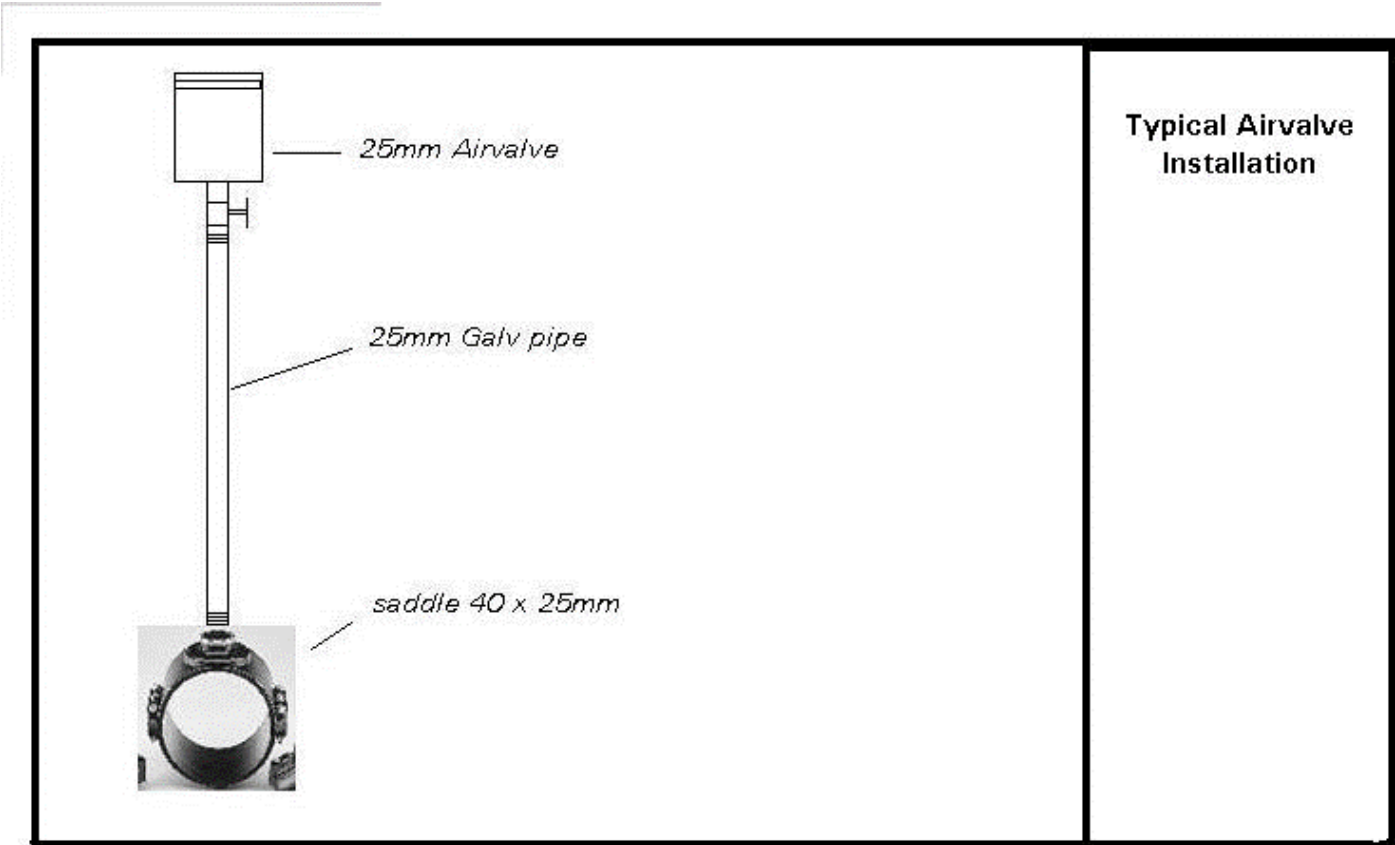 25mm Airvalve
25mm Galv pipe
saddle 40 x 25mm
Typical Airvalve
Installation